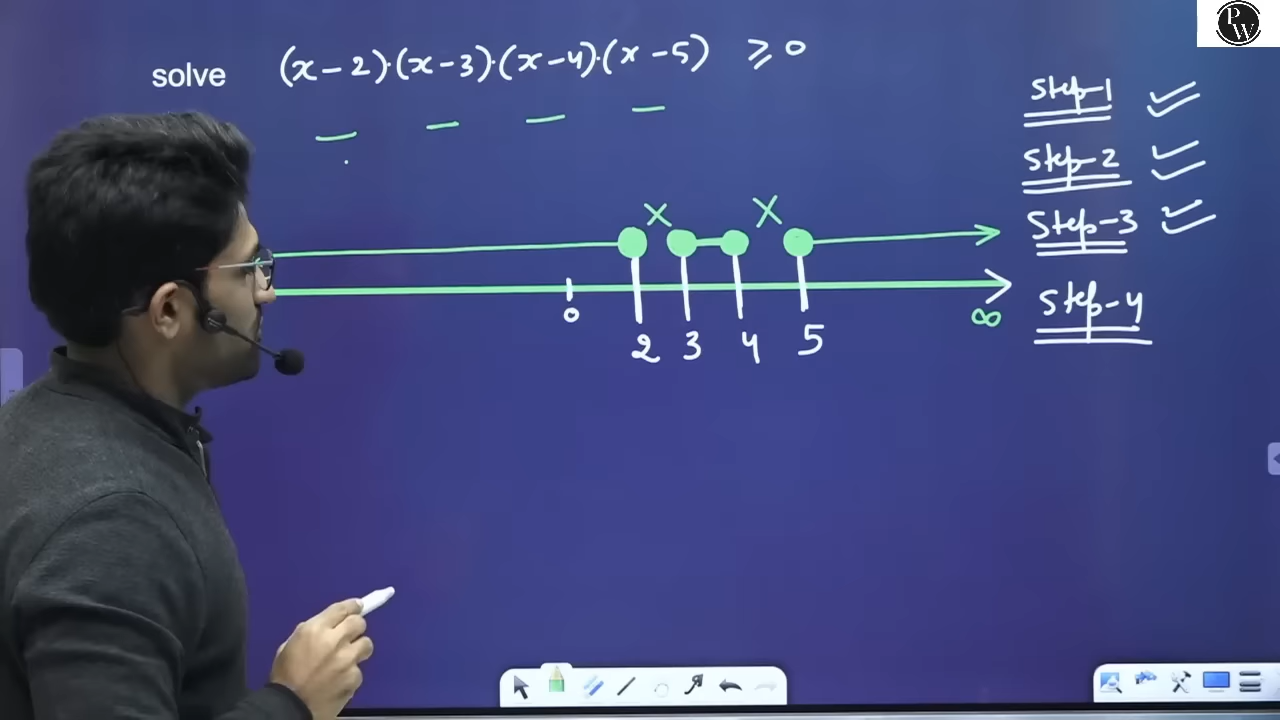 solve (x-2)·(x-3)·(x-4)·(x-5) ≥ 0
— — — —
Step-1 ✓
Step-2 ✓
Step-3 ✓
Step-4
x x
0 2 3 4 5 ∞
PW